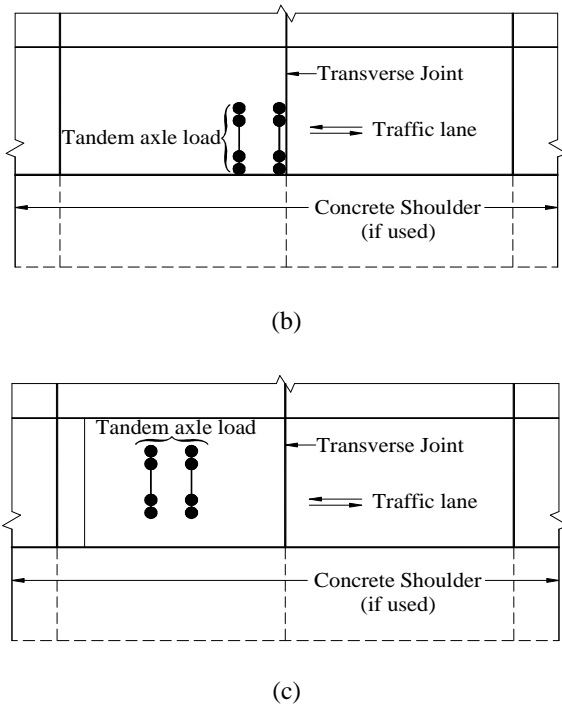 Transverse Joint
Tandem axle load
Traffic lane
Concrete Shoulder
(if used)
(b)
Tandem axle load
Transverse Joint
Traffic lane
Concrete Shoulder
(if used)
(c)